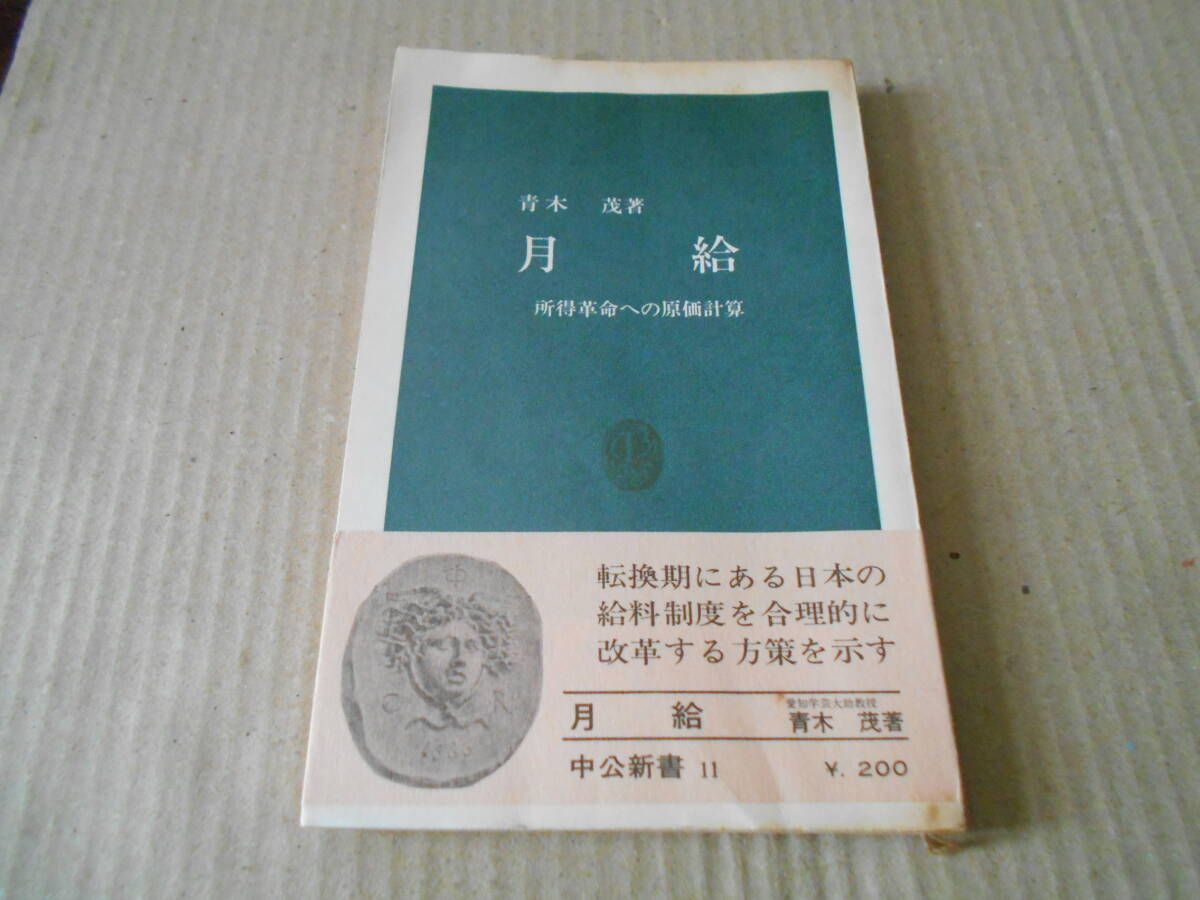 青木 茂著
月 給
所得革命への原価計算
転換期にある日本の
給料制度を合理的に
改革する方策を示す
月 給
愛知学芸大助教授
青木 茂著
中公新書 11
¥. 200